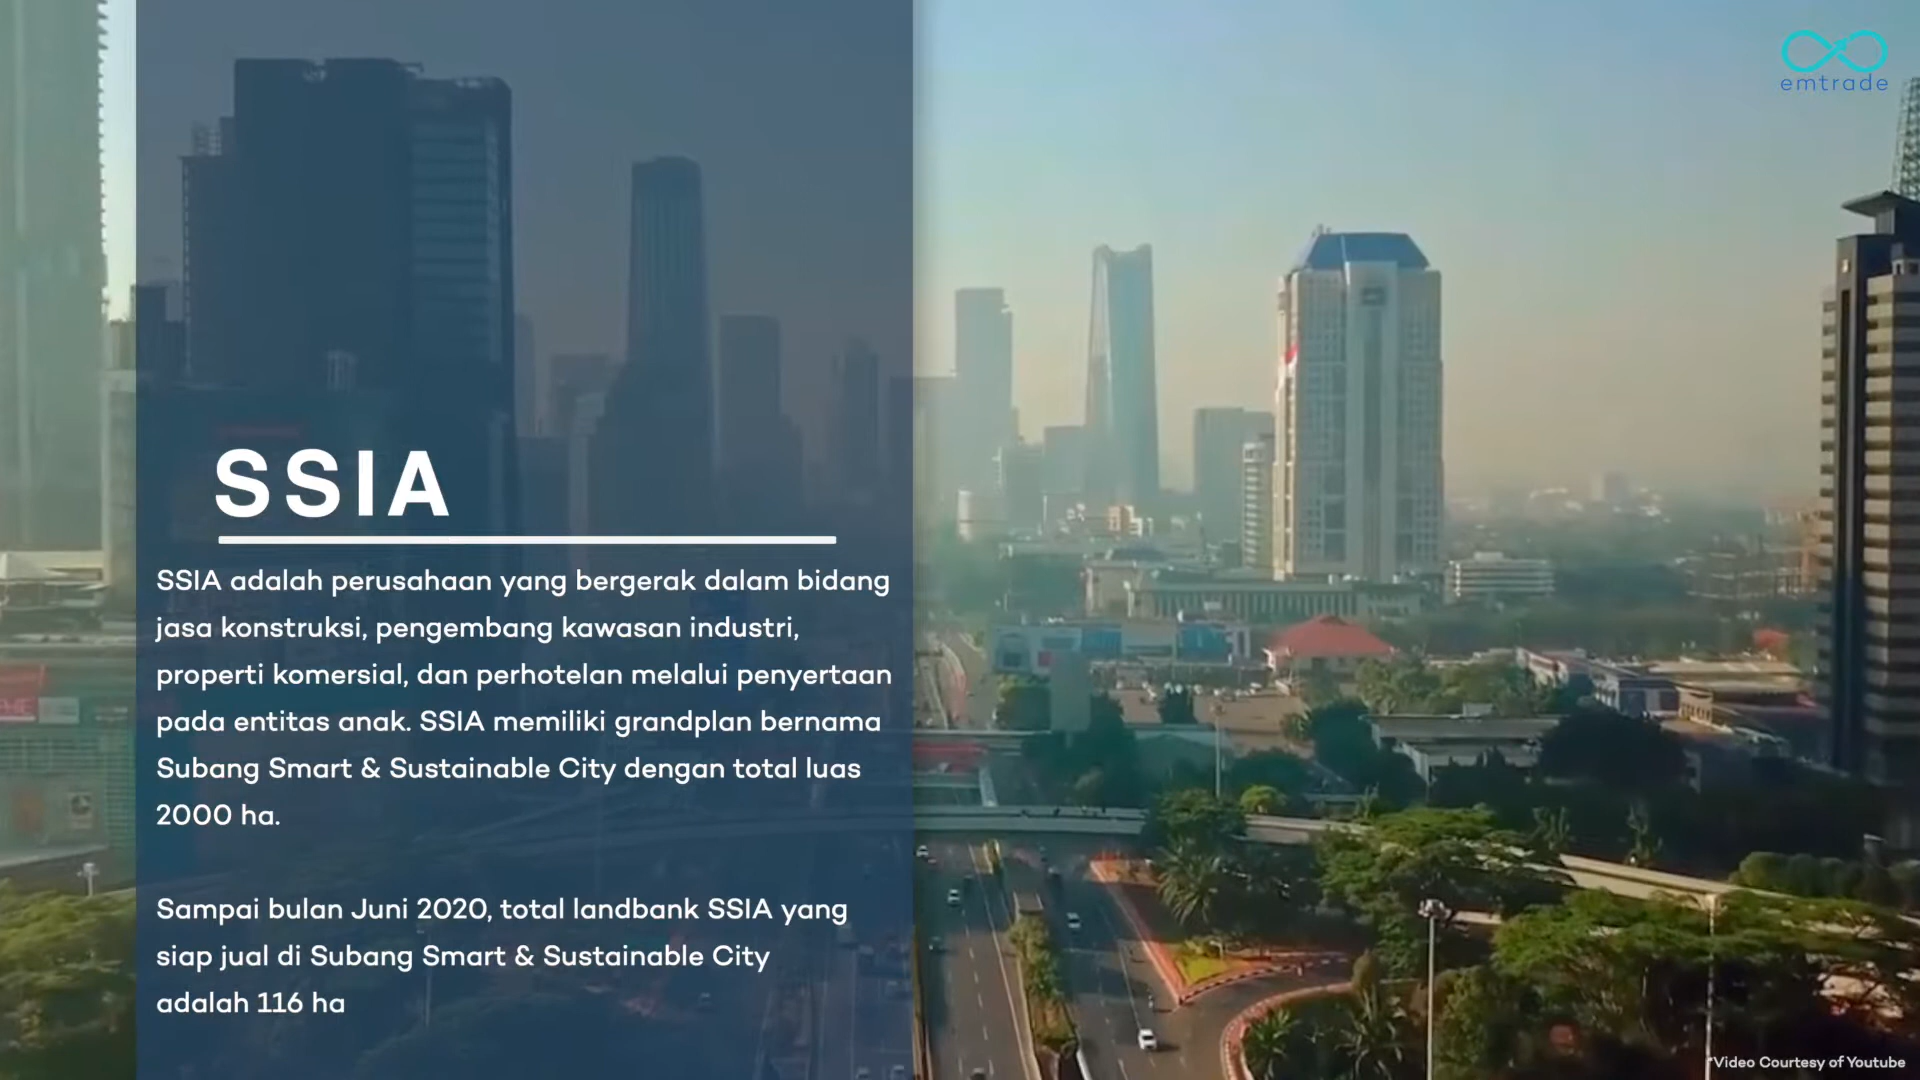 emtrade
SSIA
SSIA adalah perusahaan yang bergerak dalam bidang
jasa konstruksi, pengembang kawasan industri,
properti komersial, dan perhotelan melalui penyertaan
pada entitas anak. SSIA memiliki grandplan bernama
Subang Smart & Sustainable City dengan total luas
2000 ha.
Sampai bulan Juni 2020, total landbank SSIA yang
siap jual di Subang Smart & Sustainable City
adalah 116 ha
*Video Courtesy of Youtube